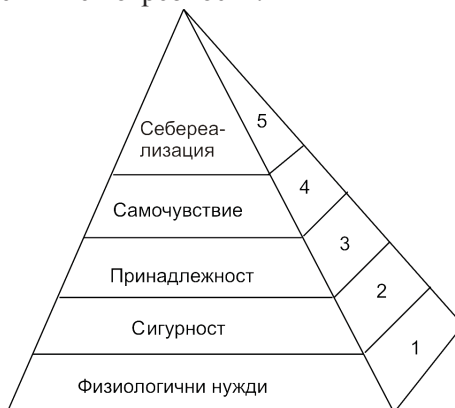 Себереа-
лизация
5
Самочувствие
4
Принадлежност
3
Сигурност
2
Физиологични нужди
1